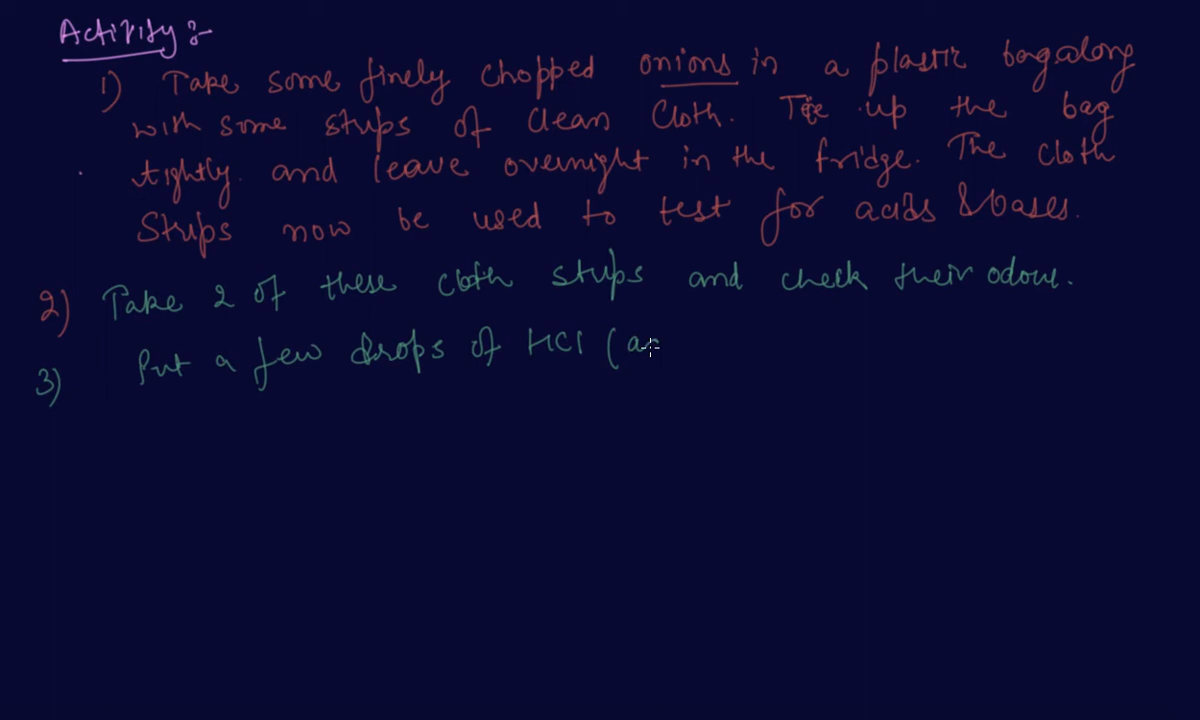 Activity :-
1) Take some finely chopped onions in a plastic bag along
with some strips of clean cloth. Tie up the bag
tightly. and leave overnight in the fridge. The cloth
strips now be used to test for acids & bases.
2) Take 2 of these cloth strips and check their odour.
3) Put a few drops of HCl (ac